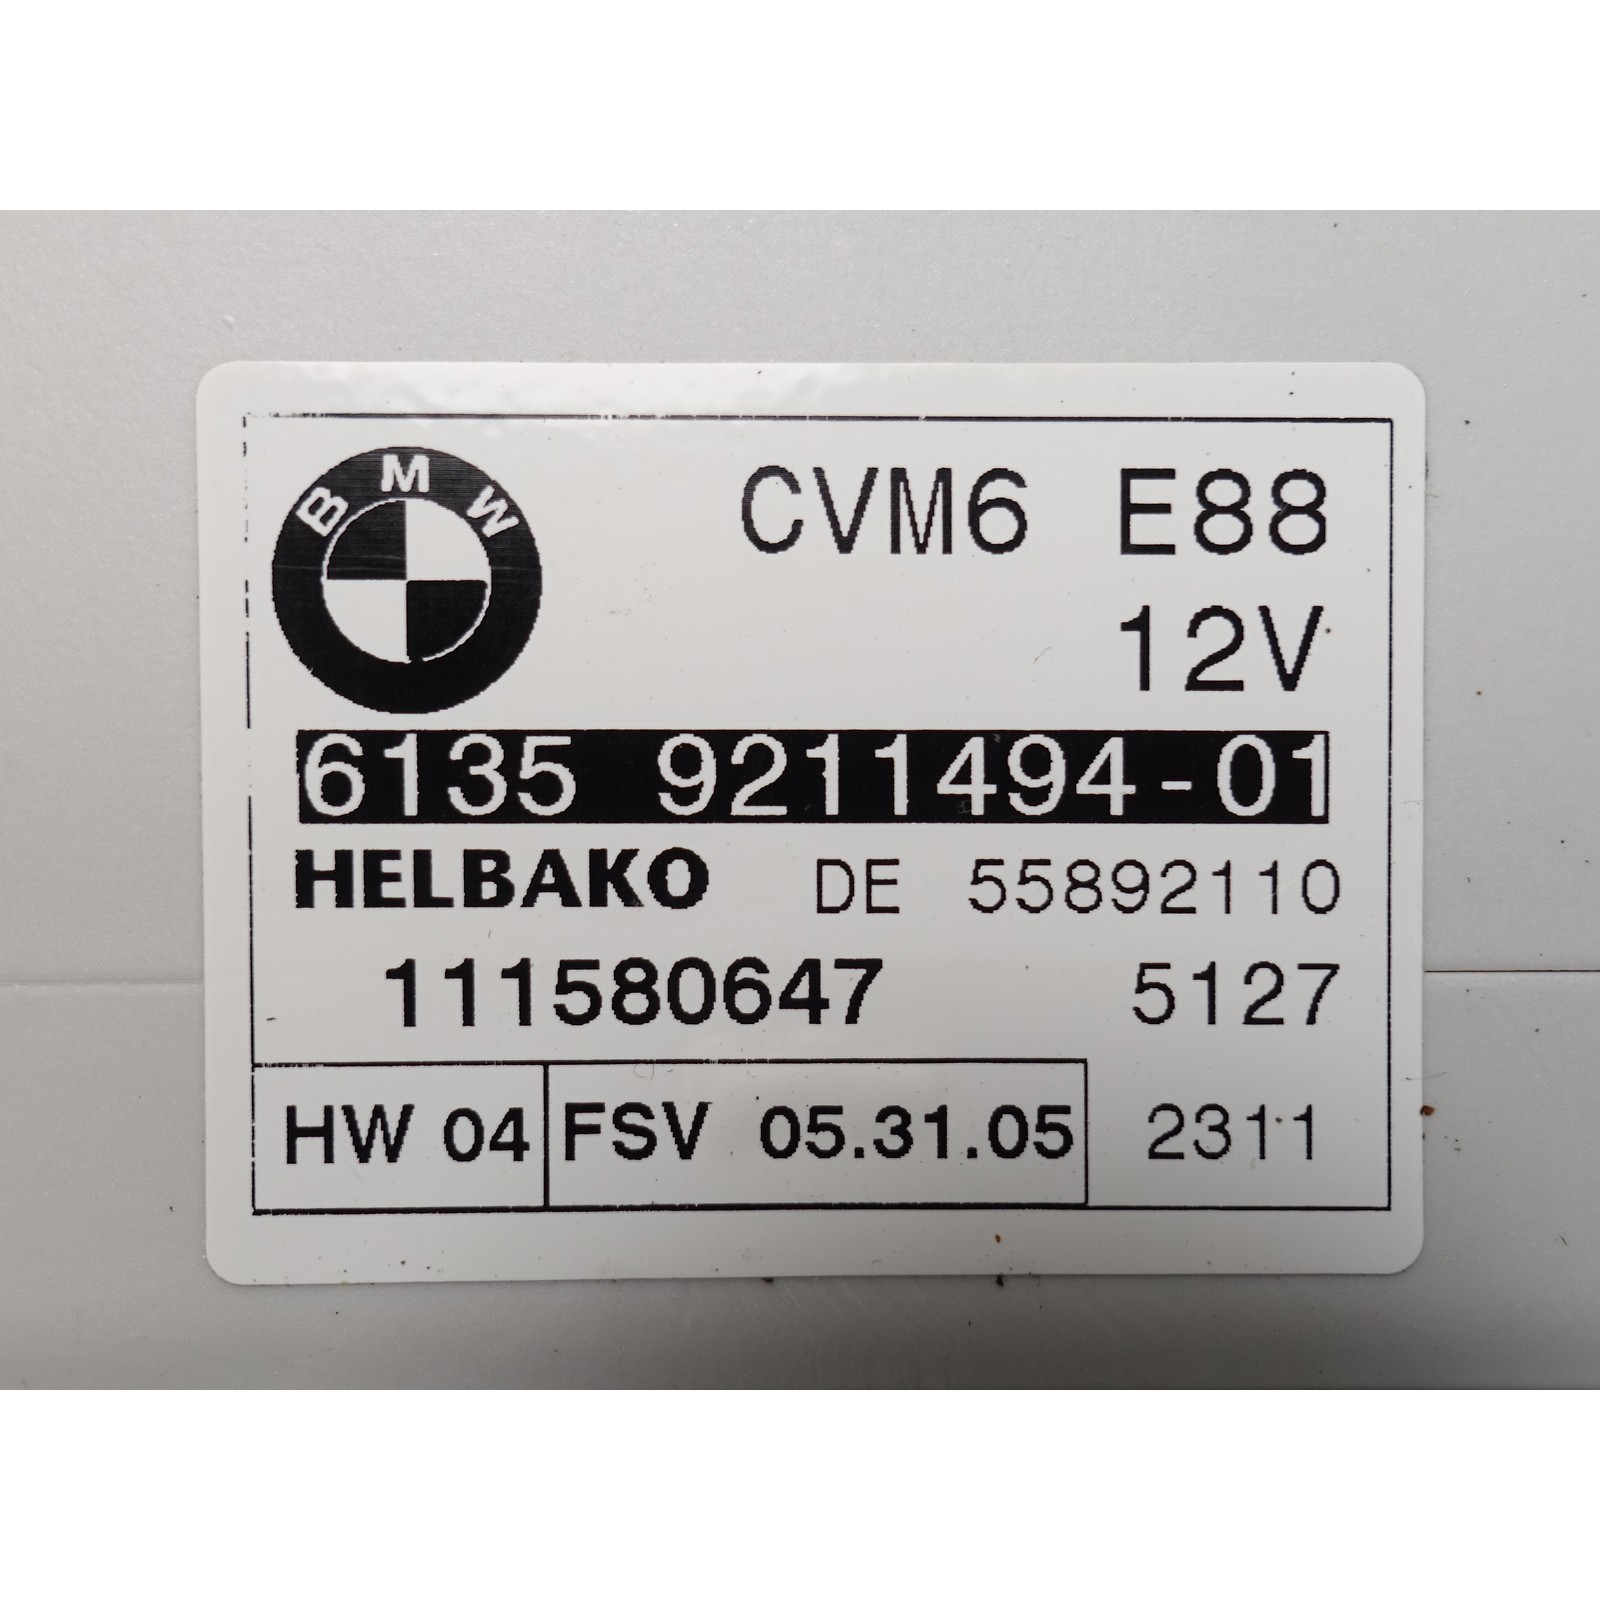 BMW
CVM6 E88
12V
6135 9211494-01
HELBAKO DE 55892110
111580647 5127
HW 04 FSV 05.31.05 2311